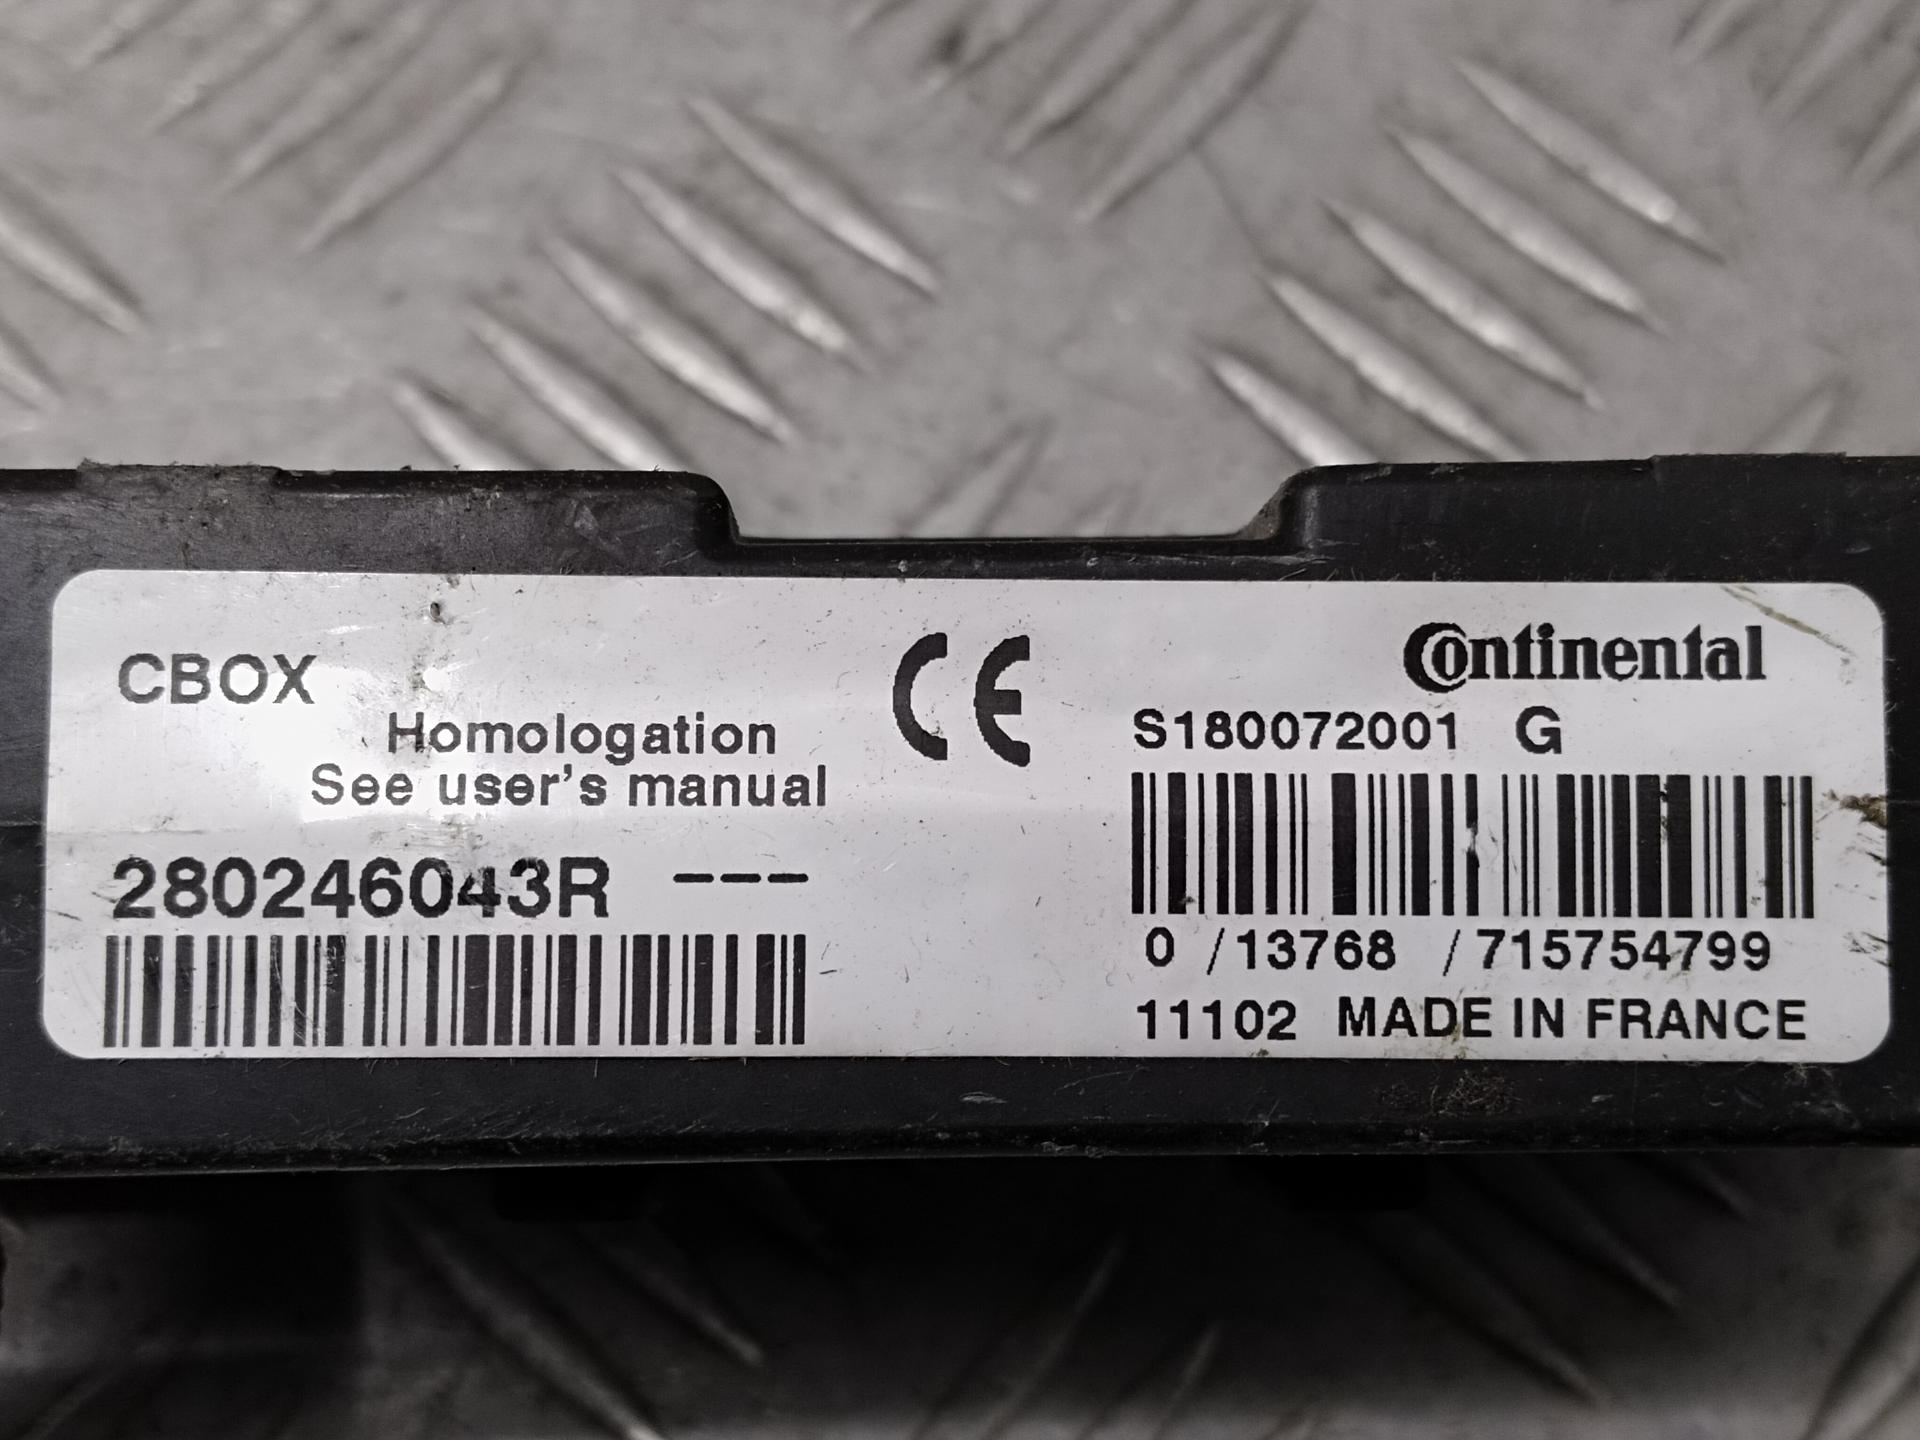 CBOX
Homologation
See user's manual
280246043R ---
CE
Continental
S180072001 G
0 /13768 /715754799
11102 MADE IN FRANCE